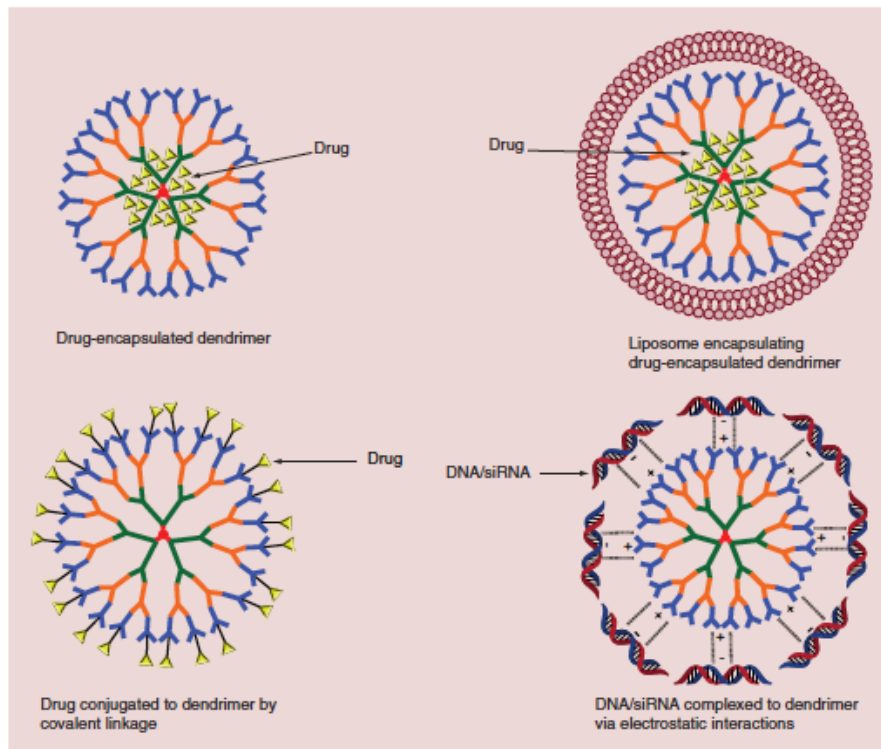 Drug
Drug
Drug-encapsulated dendrimer
Liposome encapsulating
drug-encapsulated dendrimer
Drug
DNA/siRNA
-
+
-
+
-
+
-
+
-
+
-
+
-
+
+
-
Drug conjugated to dendrimer by
covalent linkage
DNA/siRNA complexed to dendrimer
via electrostatic interactions